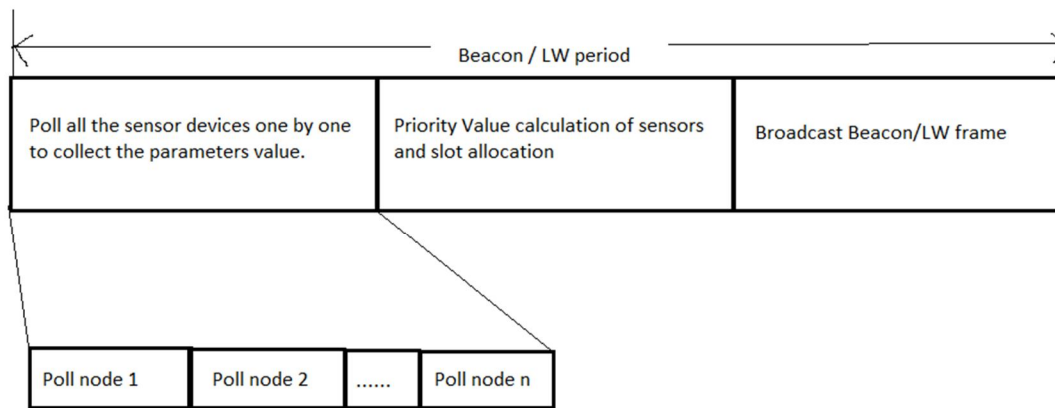 Beacon / LW period
Poll all the sensor devices one by one
to collect the parameters value.
Priority Value calculation of sensors
and slot allocation
Broadcast Beacon/LW frame
Poll node 1
Poll node 2
......
Poll node n